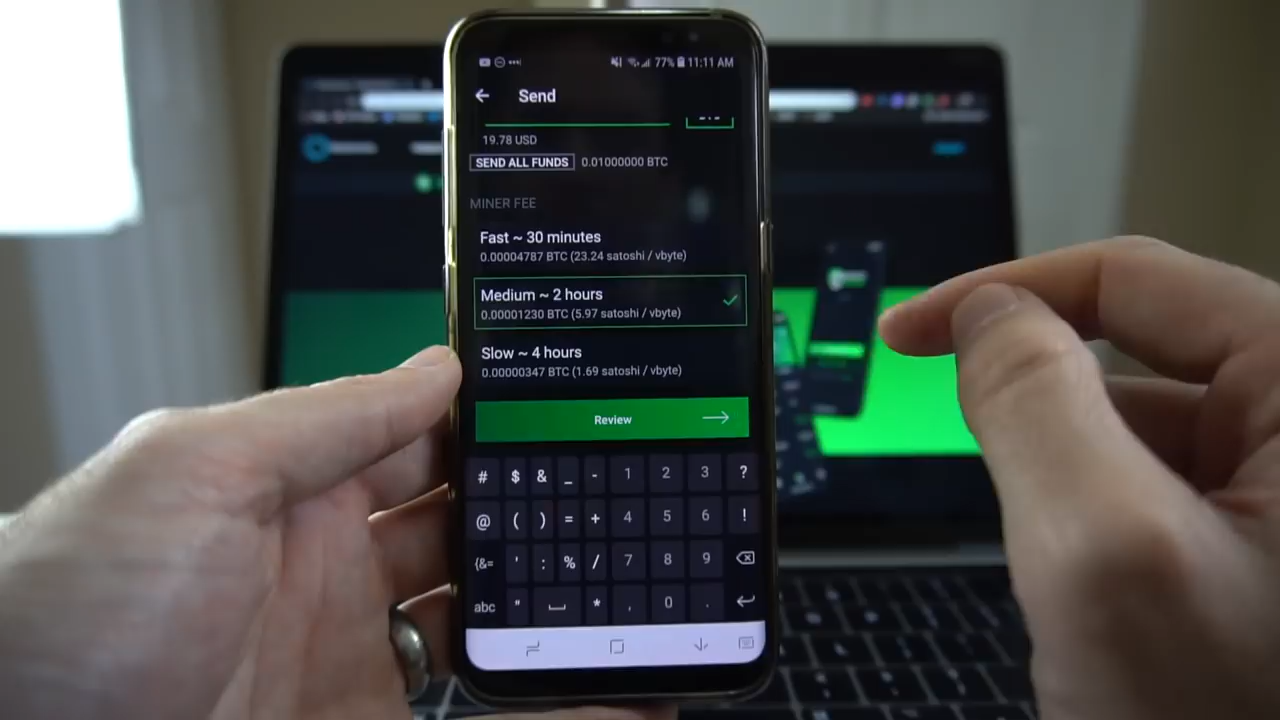 77% 11:11 AM
Send
19.78 USD
SEND ALL FUNDS 0.01000000 BTC
MINER FEE
Fast ~ 30 minutes
0.00004787 BTC (23.24 satoshi / vbyte)
Medium ~ 2 hours
0.00001230 BTC (5.97 satoshi / vbyte)
Slow ~ 4 hours
0.00000347 BTC (1.69 satoshi / vbyte)
Review
# $ & _ - 1 2 3 ?
@ ( ) = + 4 5 6 !
{&= ' : % / 7 8 9
abc " * , 0 .